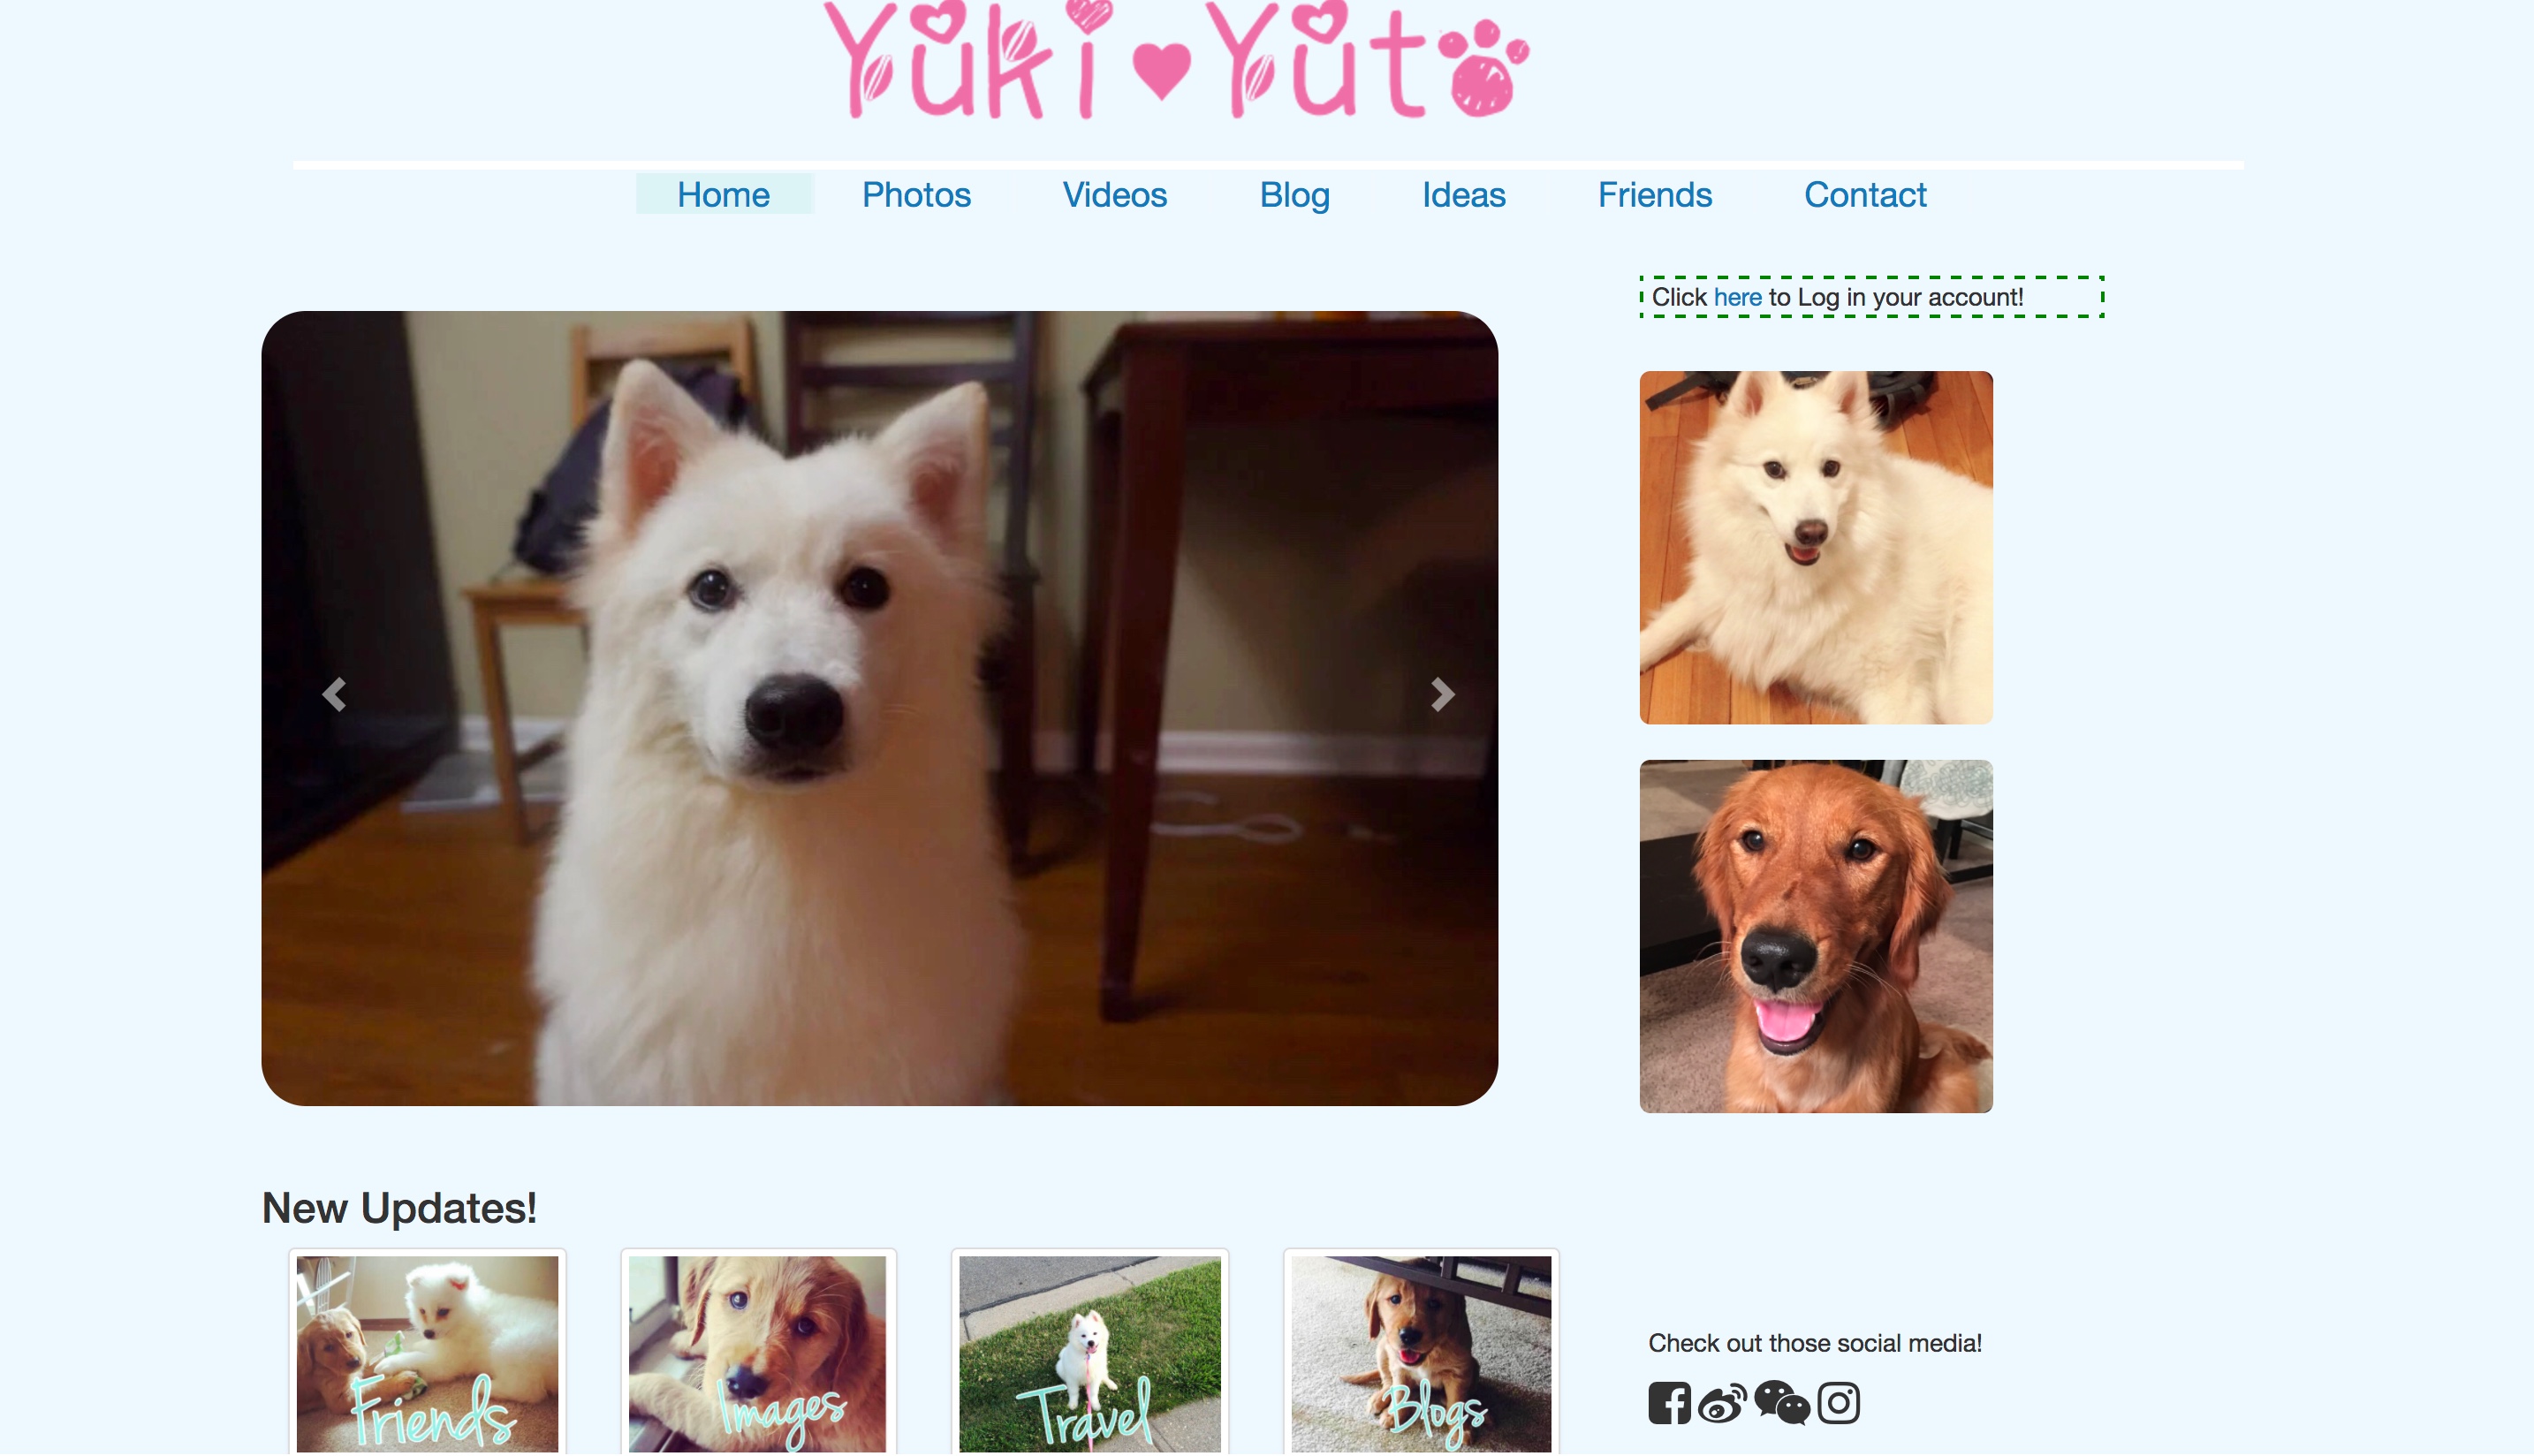 Yuki Yuto
Home Photos Videos Blog Ideas Friends Contact
Click here to Log in your account!
New Updates!
Friends
Images
Travel
Blogs
Check out those social media!